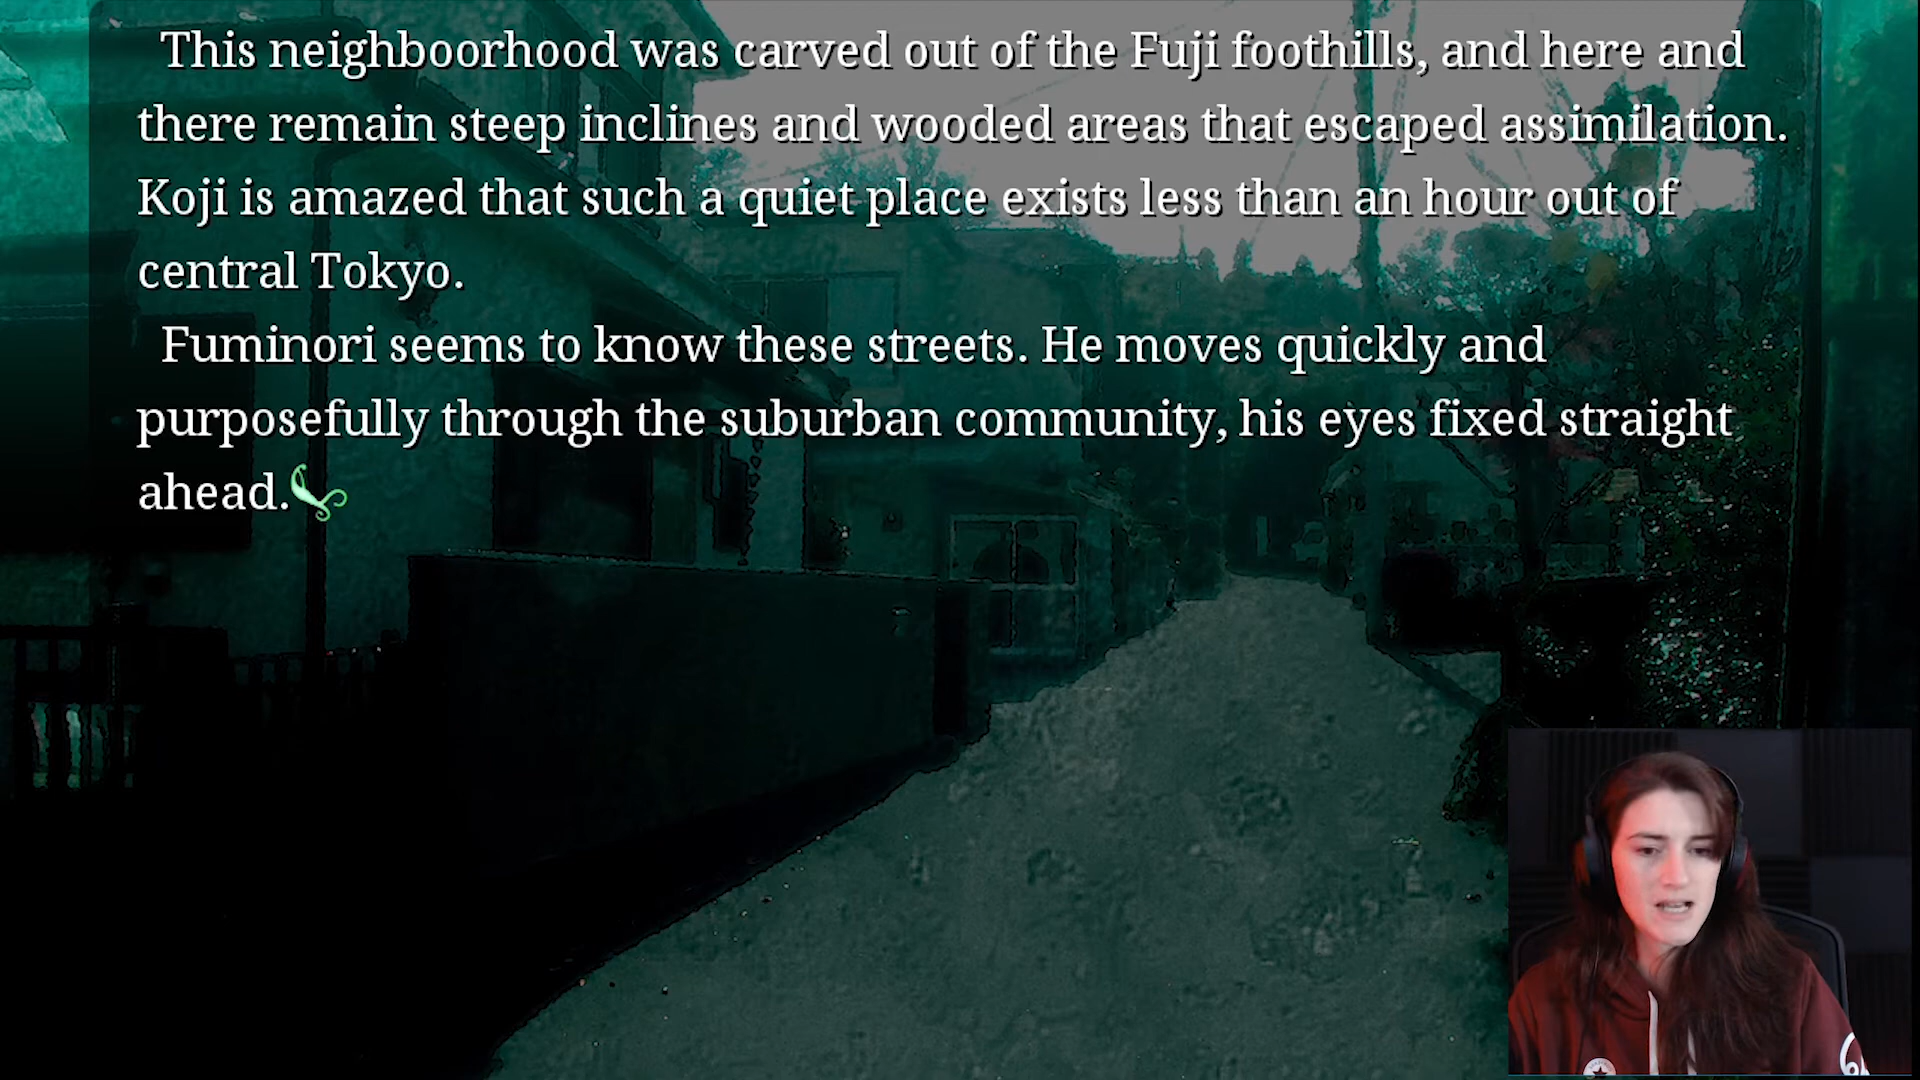 This neighboorhood was carved out of the Fuji foothills, and here and
there remain steep inclines and wooded areas that escaped assimilation.
Koji is amazed that such a quiet place exists less than an hour out of
central Tokyo.
Fuminori seems to know these streets. He moves quickly and
purposefully through the suburban community, his eyes fixed straight
ahead.